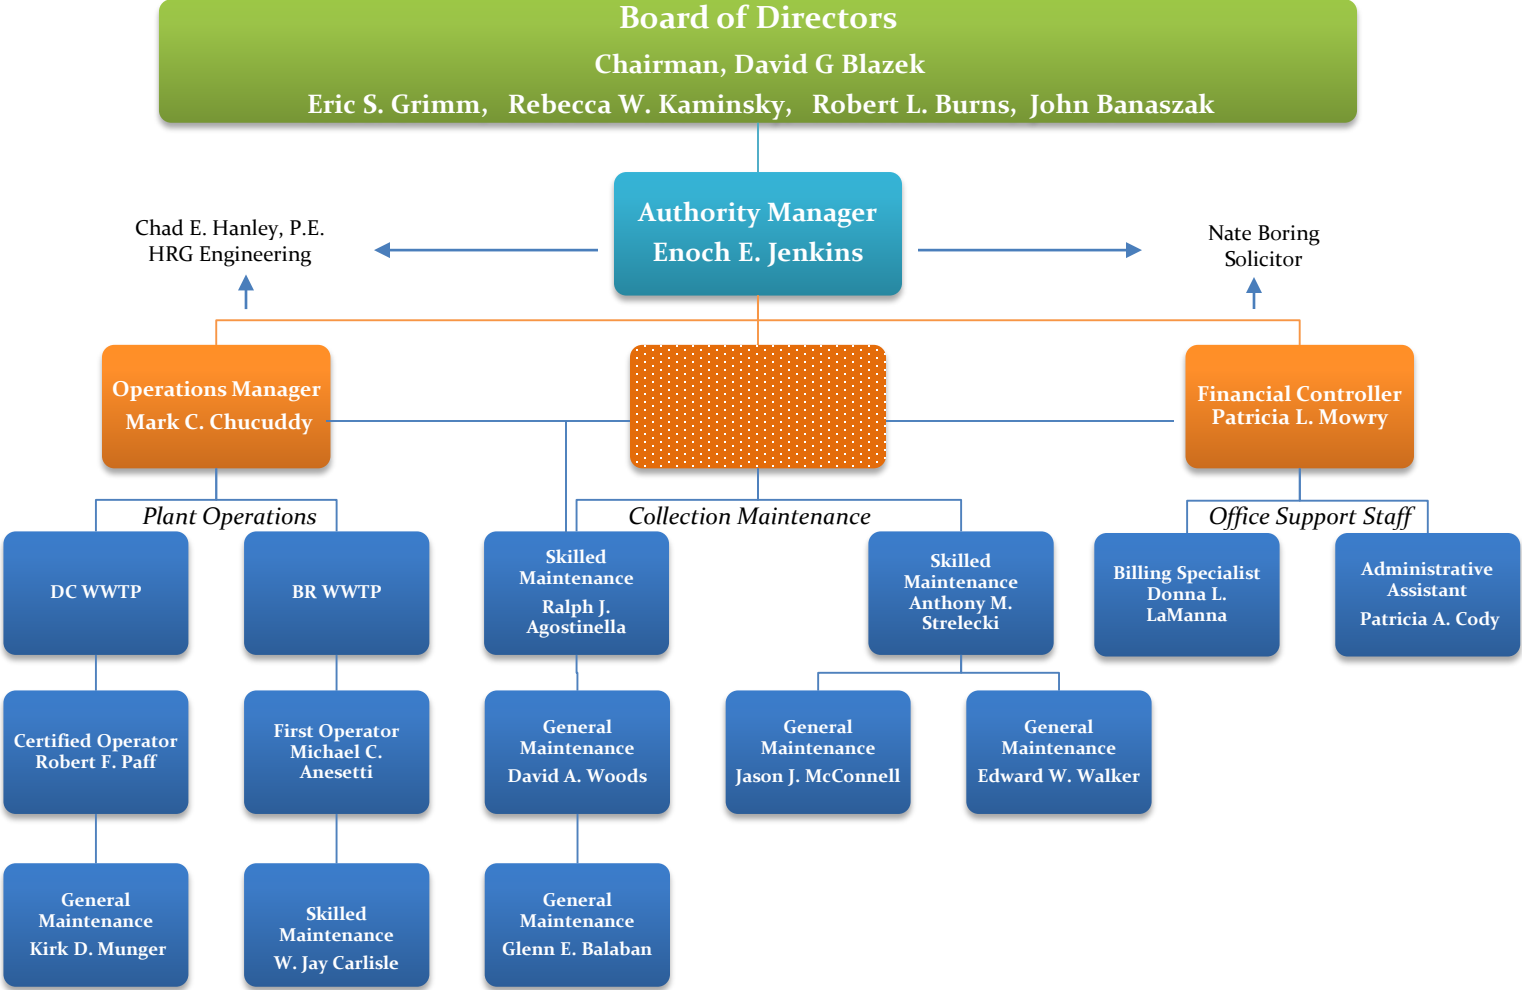 Board of Directors
Chairman, David G Blazek
Eric S. Grimm, Rebecca W. Kaminsky, Robert L. Burns, John Banaszak
Authority Manager
Enoch E. Jenkins
Chad E. Hanley, P.E.
HRG Engineering
Nate Boring
Solicitor
Operations Manager
Mark C. Chucuddy
Financial Controller
Patricia L. Mowry
Plant Operations
Collection Maintenance
Office Support Staff
DC WWTP
BR WWTP
Skilled
Maintenance
Ralph J.
Agostinella
Skilled
Maintenance
Anthony M.
Strelecki
Billing Specialist
Donna L.
LaManna
Administrative
Assistant
Patricia A. Cody
Certified Operator
Robert F. Paff
First Operator
Michael C.
Anesetti
General
Maintenance
David A. Woods
General
Maintenance
Jason J. McConnell
General
Maintenance
Edward W. Walker
General
Maintenance
Kirk D. Munger
Skilled
Maintenance
W. Jay Carlisle
General
Maintenance
Glenn E. Balaban